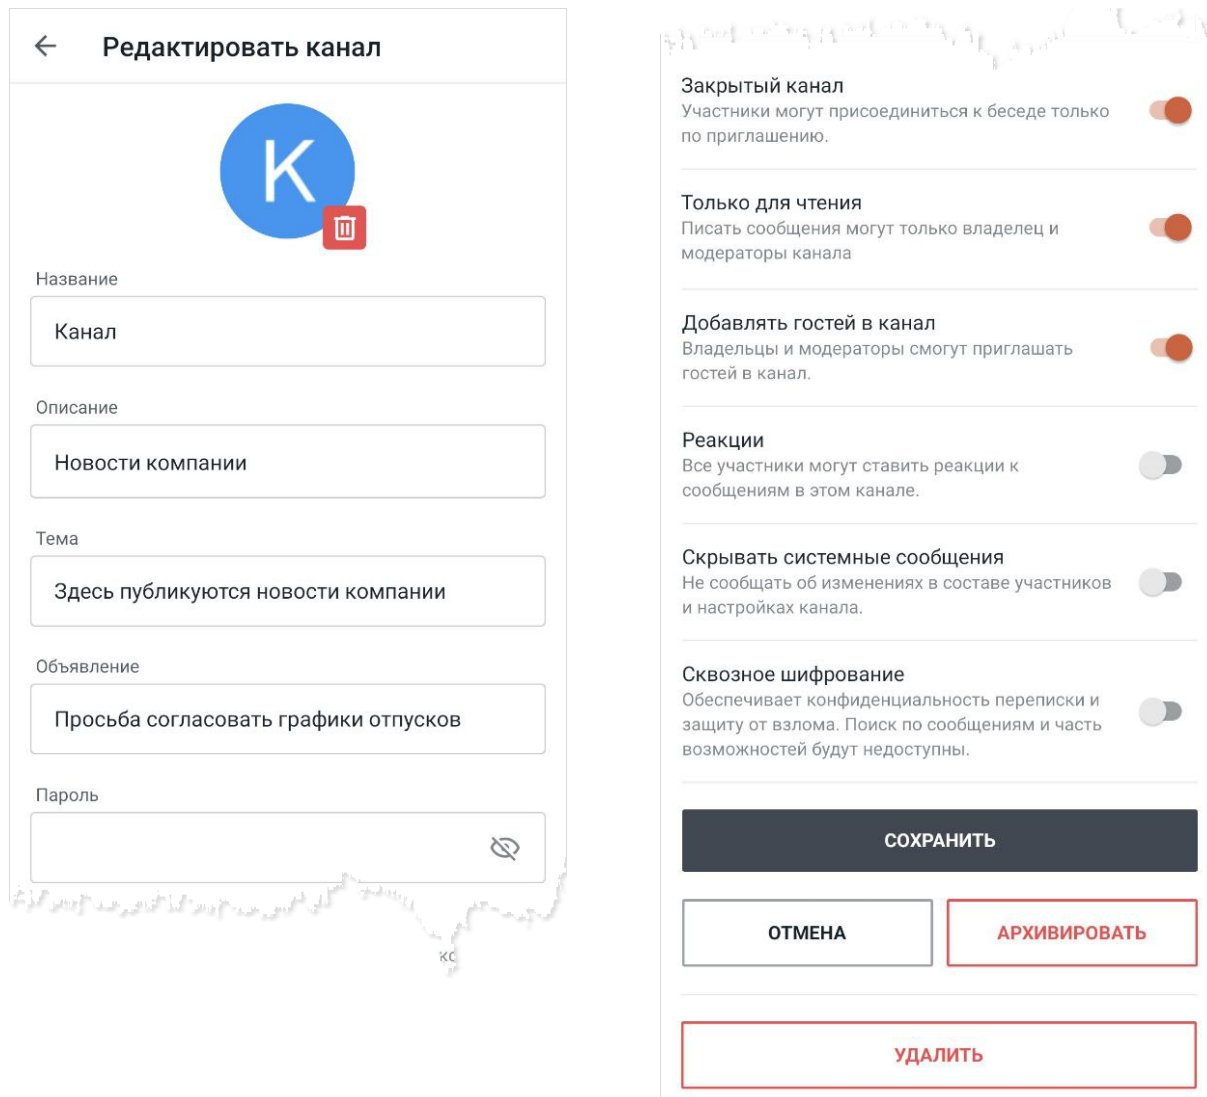 Редактировать канал
K
Название
Канал
Описание
Новости компании
Тема
Здесь публикуются новости компании
Объявление
Просьба согласовать графики отпусков
Пароль
Закрытый канал
Участники могут присоединиться к беседе только
по приглашению.
Только для чтения
Писать сообщения могут только владелец и
модераторы канала
Добавлять гостей в канал
Владельцы и модераторы смогут приглашать
гостей в канал.
Реакции
Все участники могут ставить реакции к
сообщениям в этом канале.
Скрывать системные сообщения
Не сообщать об изменениях в составе участников
и настройках канала.
Сквозное шифрование
Обеспечивает конфиденциальность переписки и
защиту от взлома. Поиск по сообщениям и часть
возможностей будут недоступны.
СОХРАНИТЬ
ОТМЕНА
АРХИВИРОВАТЬ
УДАЛИТЬ